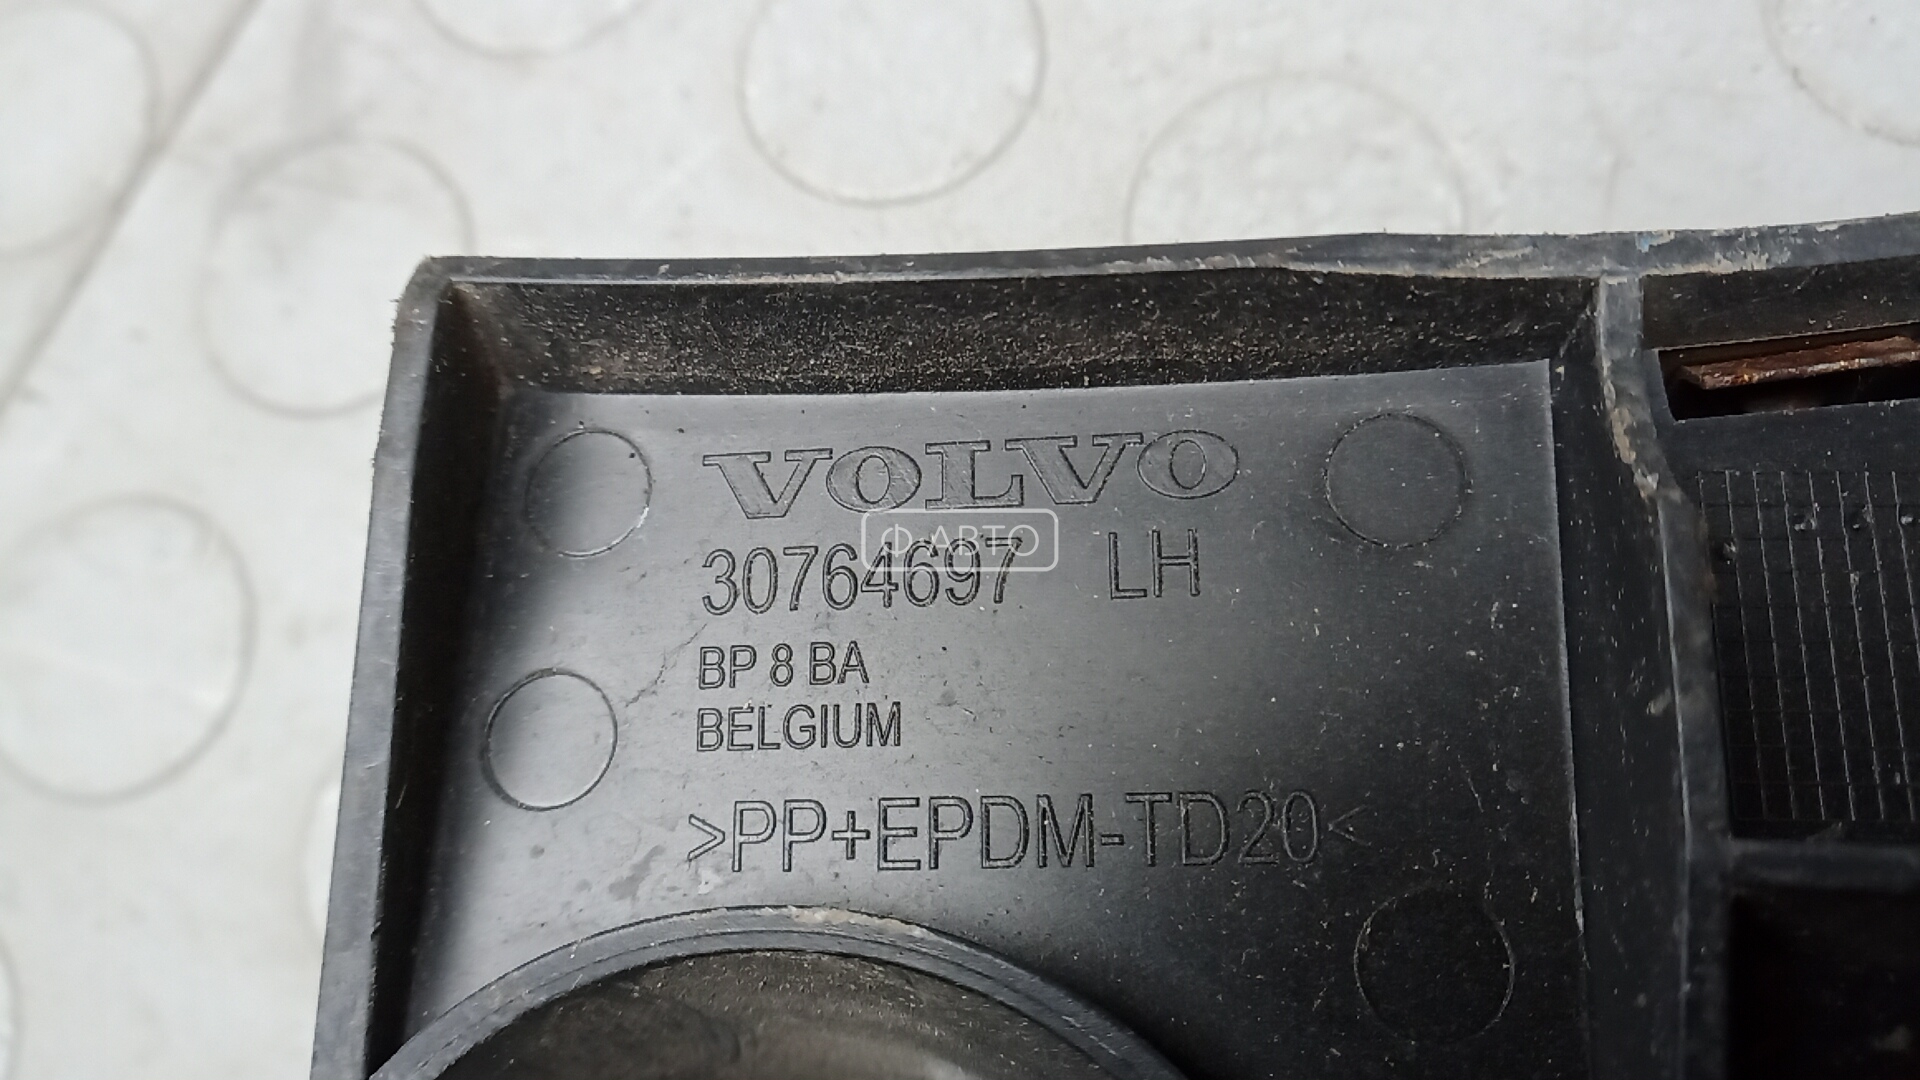 VOLVO
Ф-АВТО
30764697 LH
BP 8 BA
BELGIUM
>PP+EPDM-TD20<